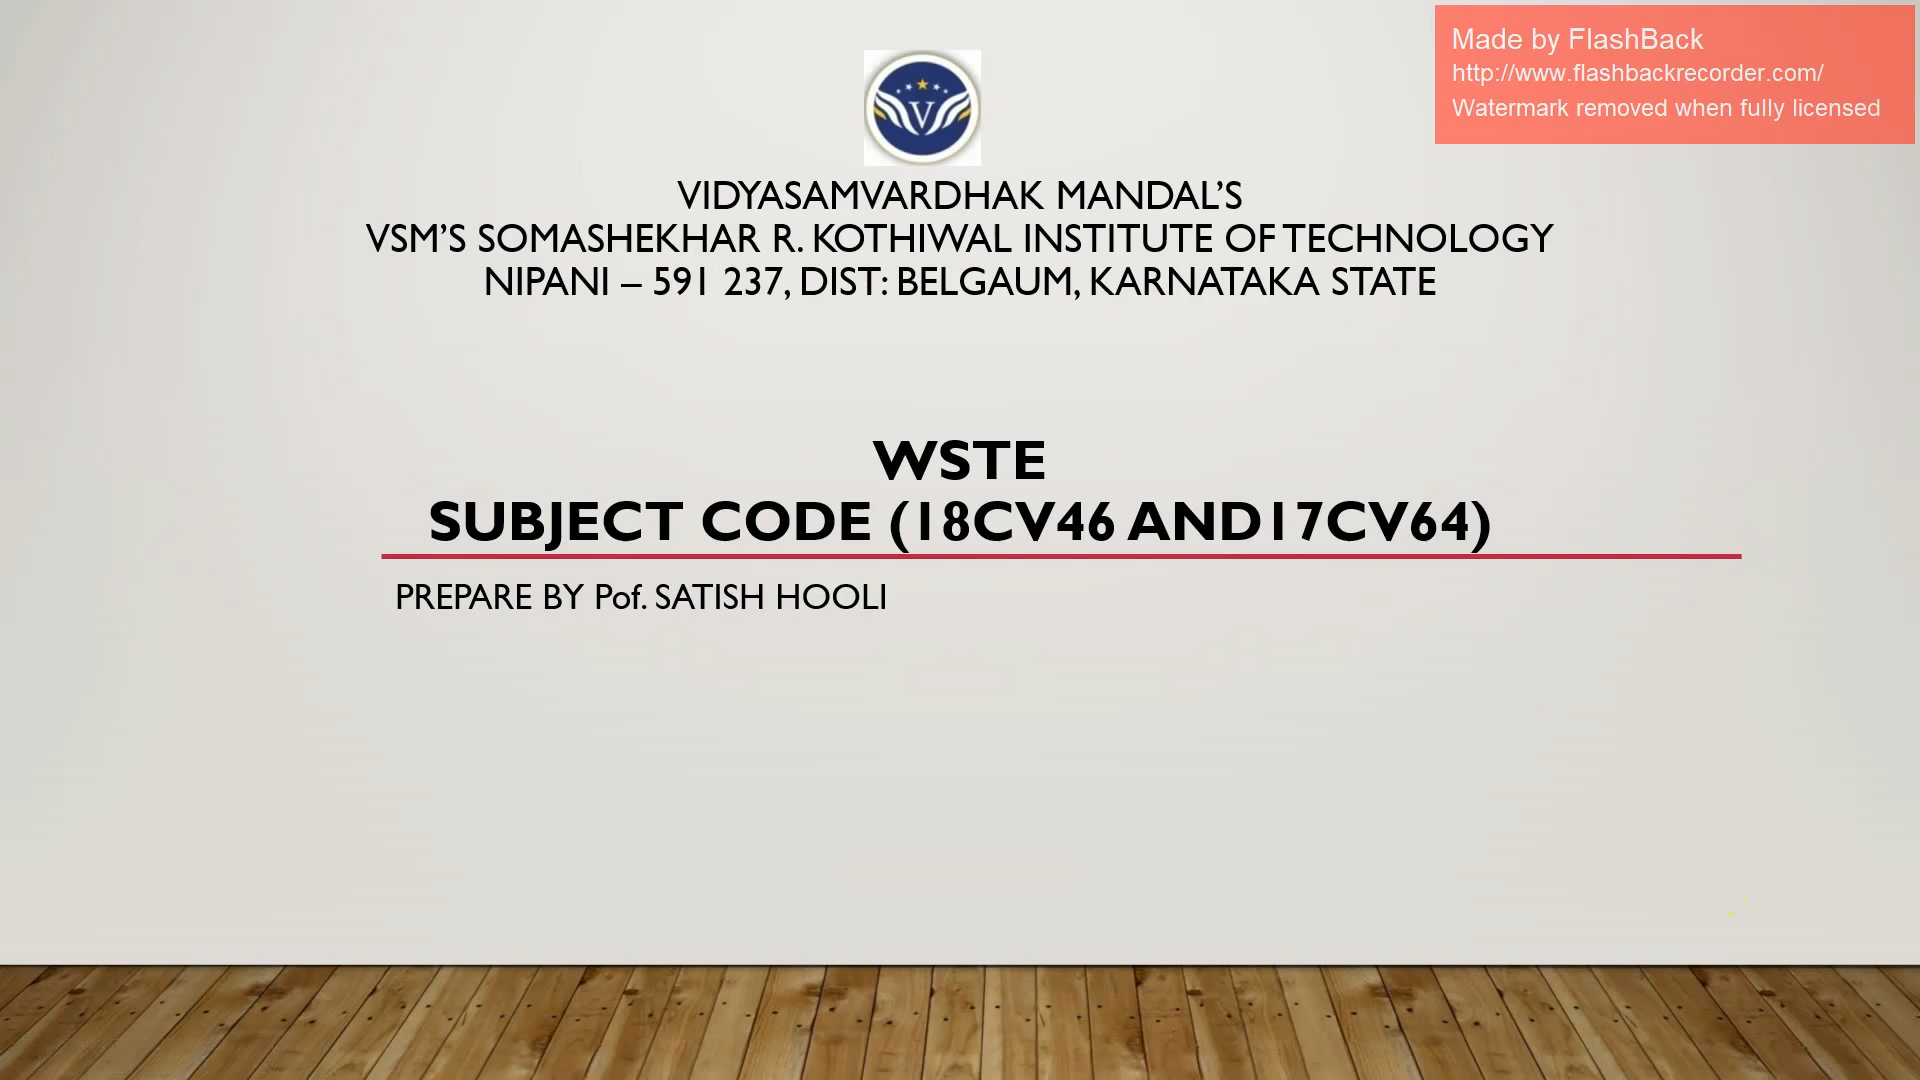 Made by FlashBack
http://www.flashbackrecorder.com/
Watermark removed when fully licensed
V
VIDYASAMVARDHAK MANDAL’S
VSM’S SOMASHEKHAR R. KOTHIWAL INSTITUTE OF TECHNOLOGY
NIPANI – 591 237, DIST: BELGAUM, KARNATAKA STATE
WSTE
SUBJECT CODE (18CV46 AND17CV64)
PREPARE BY Pof. SATISH HOOLI